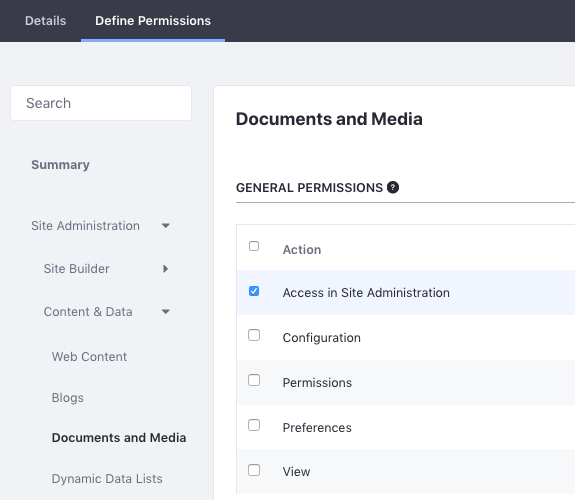 Details Define Permissions
Search
Summary
Site Administration
Site Builder
Content & Data
Web Content
Blogs
Documents and Media
Dynamic Data Lists
Documents and Media
GENERAL PERMISSIONS ?
Action
Access in Site Administration
Configuration
Permissions
Preferences
View